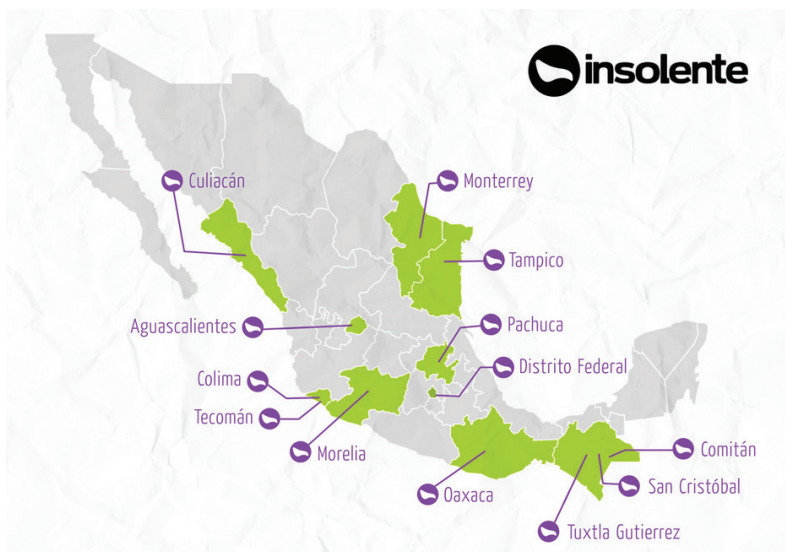 insolente
Culiacán
Monterrey
Tampico
Aguascalientes
Pachuca
Distrito Federal
Colima
Tecomán
Morelia
Comitán
San Cristóbal
Oaxaca
Tuxtla Gutierrez